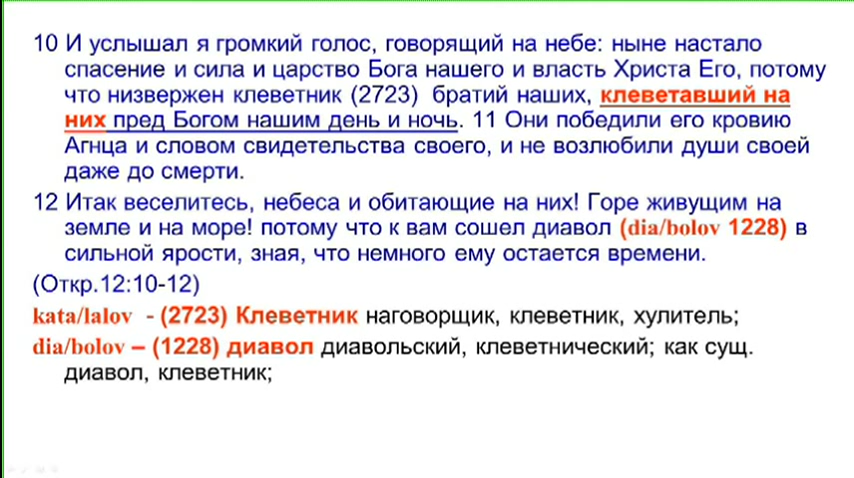 10 И услышал я громкий голос, говорящий на небе: ныне настало
спасение и сила и царство Бога нашего и власть Христа Его, потому
что низвержен клеветник (2723) братий наших, клеветавший на
них пред Богом нашим день и ночь. 11 Они победили его кровию
Агнца и словом свидетельства своего, и не возлюбили души своей
даже до смерти.
12 Итак веселитесь, небеса и обитающие на них! Горе живущим на
земле и на море! потому что к вам сошел диавол (dia/bolov 1228) в
сильной ярости, зная, что немного ему остается времени.
(Откр.12:10-12)
kata/lalov - (2723) Клеветник наговорщик, клеветник, хулитель;
dia/bolov – (1228) диавол диавольский, клеветнический; как сущ.
диавол, клеветник;